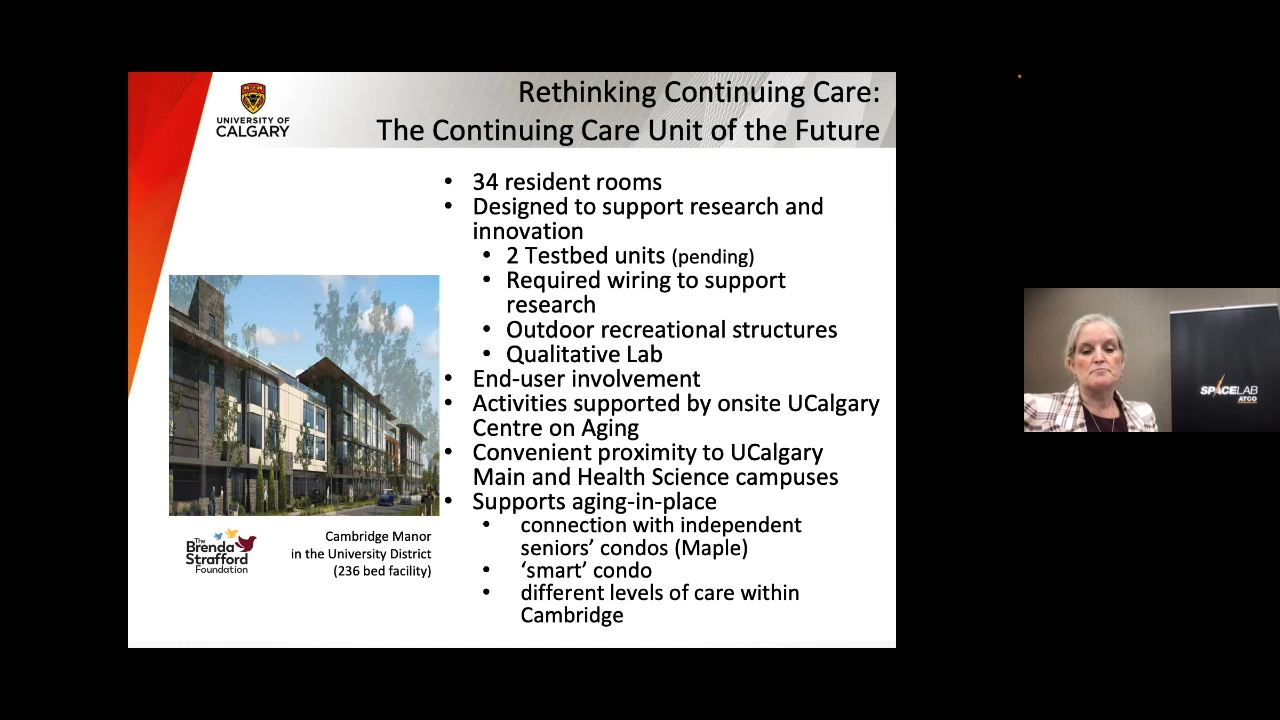 UNIVERSITY OF
CALGARY
Rethinking Continuing Care:
The Continuing Care Unit of the Future
• 34 resident rooms
• Designed to support research and
innovation
• 2 Testbed units (pending)
• Required wiring to support
research
• Outdoor recreational structures
• Qualitative Lab
• End-user involvement
• Activities supported by onsite UCalgary
Centre on Aging
• Convenient proximity to UCalgary
Main and Health Science campuses
• Supports aging-in-place
• connection with independent
seniors’ condos (Maple)
• ‘smart’ condo
• different levels of care within
Cambridge
The
Brenda
Strafford
Foundation
Cambridge Manor
in the University District
(236 bed facility)
SPACELAB
ATCO